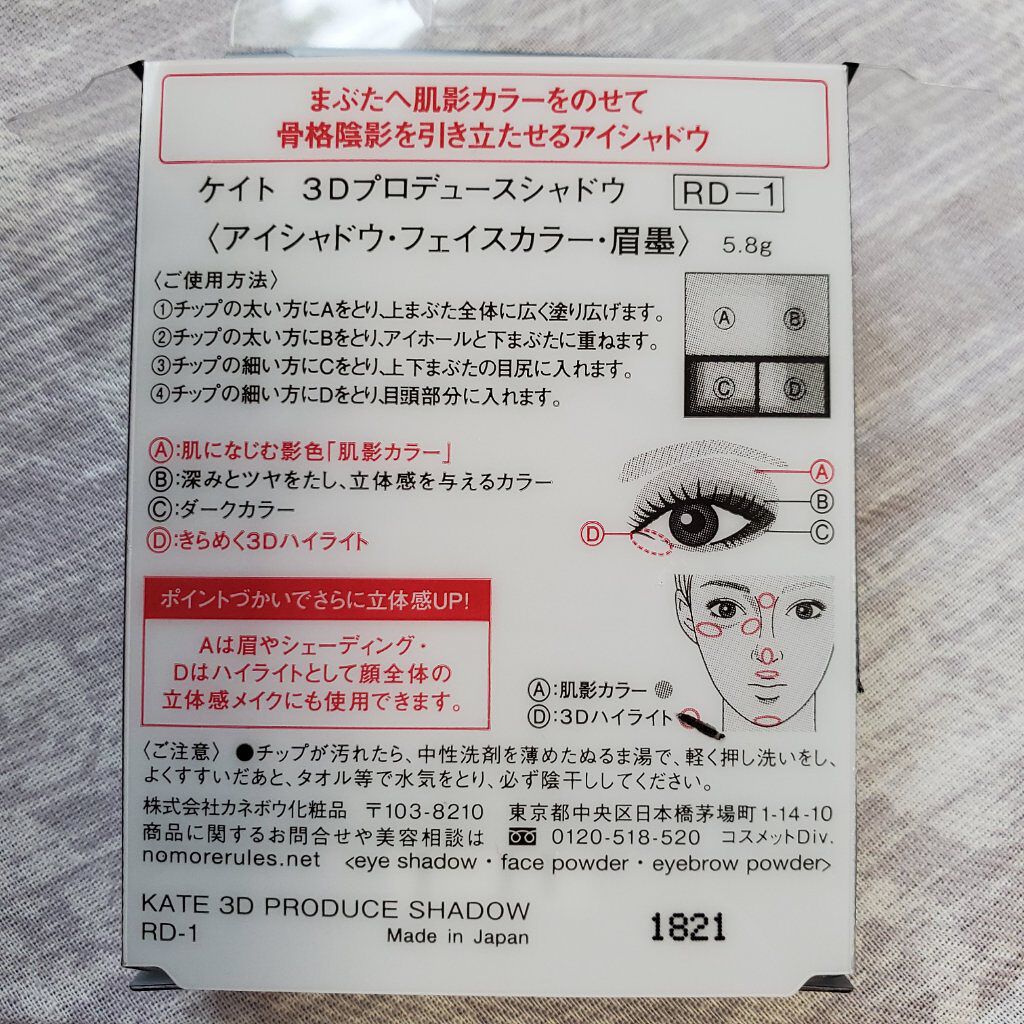 まぶたへ肌影カラーをのせて
骨格陰影を引き立たせるアイシャドウ
ケイト 3Dプロデュースシャドウ RD-1
〈アイシャドウ・フェイスカラー・眉墨〉 5.8g
〈ご使用方法〉
①チップの太い方にAをとり、上まぶた全体に広く塗り広げます。
②チップの太い方にBをとり、アイホールと下まぶたに重ねます。
③チップの細い方にCをとり、上下まぶたの目尻に入れます。
④チップの細い方にDをとり、目頭部分に入れます。
Ⓐ Ⓑ
Ⓒ Ⓓ
Ⓐ:肌になじむ影色「肌影カラー」
Ⓑ:深みとツヤをたし、立体感を与えるカラー
Ⓒ:ダークカラー
Ⓓ:きらめく3Dハイライト
Ⓐ
Ⓑ
Ⓒ
Ⓓ
ポイントづかいでさらに立体感UP!
Aは眉やシェーディング・
Dはハイライトとして顔全体の
立体感メイクにも使用できます。
Ⓐ:肌影カラー
Ⓓ:3Dハイライト
〈ご注意〉 ●チップが汚れたら、中性洗剤を薄めたぬるま湯で、軽く押し洗いをし、
よくすすいだあと、タオル等で水気をとり、必ず陰干ししてください。
株式会社カネボウ化粧品 〒103-8210 東京都中央区日本橋茅場町1-14-10
商品に関するお問合せや美容相談は 0120-518-520 コスメットDiv.
nomorerules.net <eye shadow・face powder・eyebrow powder>
KATE 3D PRODUCE SHADOW
RD-1 Made in Japan
1821